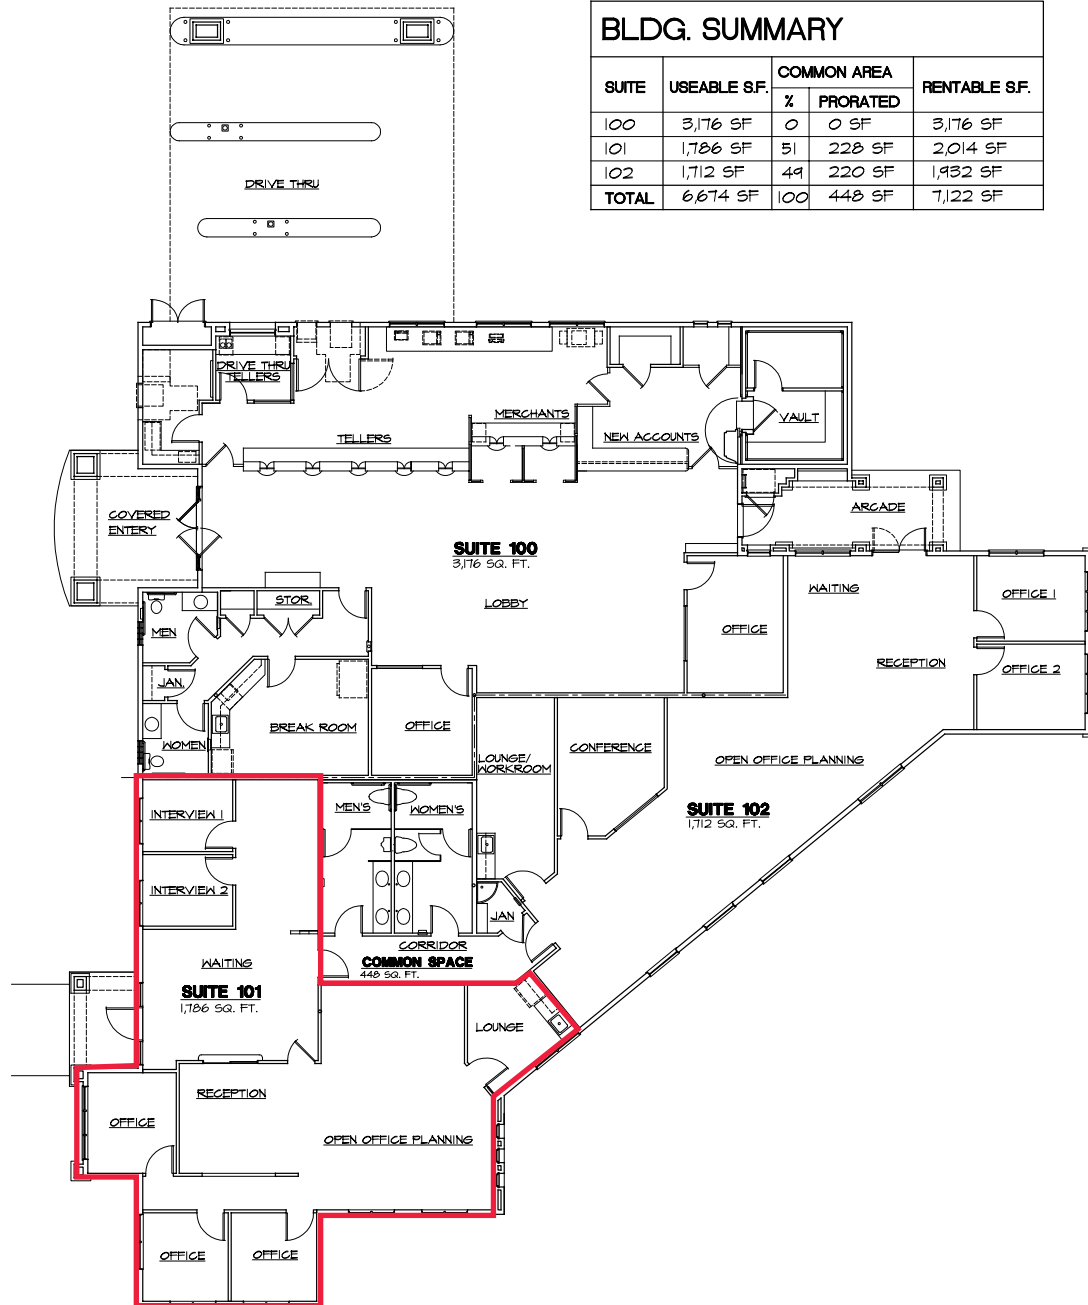 BLDG. SUMMARY
SUITE USEABLE S.F. COMMON AREA RENTABLE S.F.
% PRORATED
100 3,176 SF 0 0 SF 3,176 SF
101 1,786 SF 51 228 SF 2,014 SF
102 1,712 SF 49 220 SF 1,932 SF
TOTAL 6,674 SF 100 448 SF 7,122 SF
DRIVE THRU
DRIVE THRU
TELLERS
TELLERS
MERCHANTS
NEW ACCOUNTS
VAULT
COVERED
ENTERY
ARCADE
SUITE 100
3,176 SQ. FT.
LOBBY
WAITING
OFFICE 1
STOR.
MEN
OFFICE
RECEPTION
OFFICE 2
JAN.
BREAK ROOM
OFFICE
WOMEN
LOUNGE/
WORKROOM
CONFERENCE
OPEN OFFICE PLANNING
SUITE 102
1,712 SQ. FT.
INTERVIEW 1
MEN'S
WOMEN'S
INTERVIEW 2
JAN
CORRIDOR
COMMON SPACE
448 SQ. FT.
WAITING
SUITE 101
1,786 SQ. FT.
LOUNGE
RECEPTION
OFFICE
OPEN OFFICE PLANNING
OFFICE
OFFICE